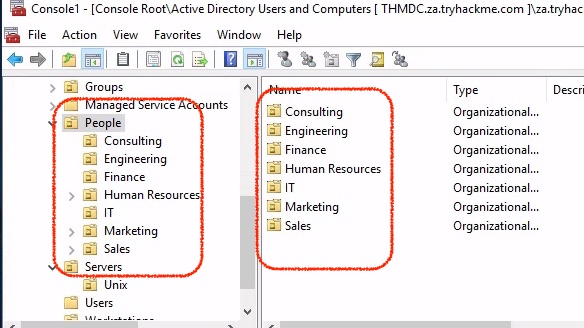 Console1 - [Console Root\Active Directory Users and Computers [ THMDC.za.tryhackme.com ]\za.tryhackme
File Action View Favorites Window Help
Groups
Managed Service Accounts
People
Consulting
Engineering
Finance
Human Resources
IT
Marketing
Sales
Servers
Unix
Users
Workstations
Name Type Description
Consulting Organizational...
Engineering Organizational...
Finance Organizational...
Human Resources Organizational...
IT Organizational...
Marketing Organizational...
Sales Organizational...